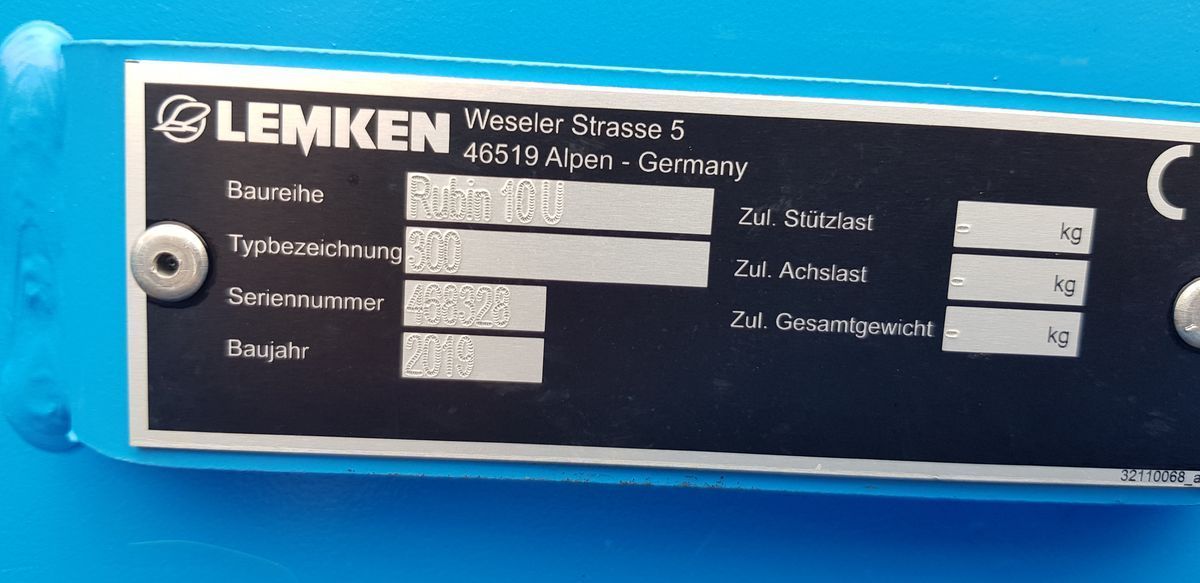 LEMKEN
Weseler Strasse 5
46519 Alpen - Germany
Baureihe Rubin 10 U
Typbezeichnung 300
Seriennummer 468328
Baujahr 2019
Zul. Stützlast 0 kg
Zul. Achslast 0 kg
Zul. Gesamtgewicht 0 kg
32110068_a